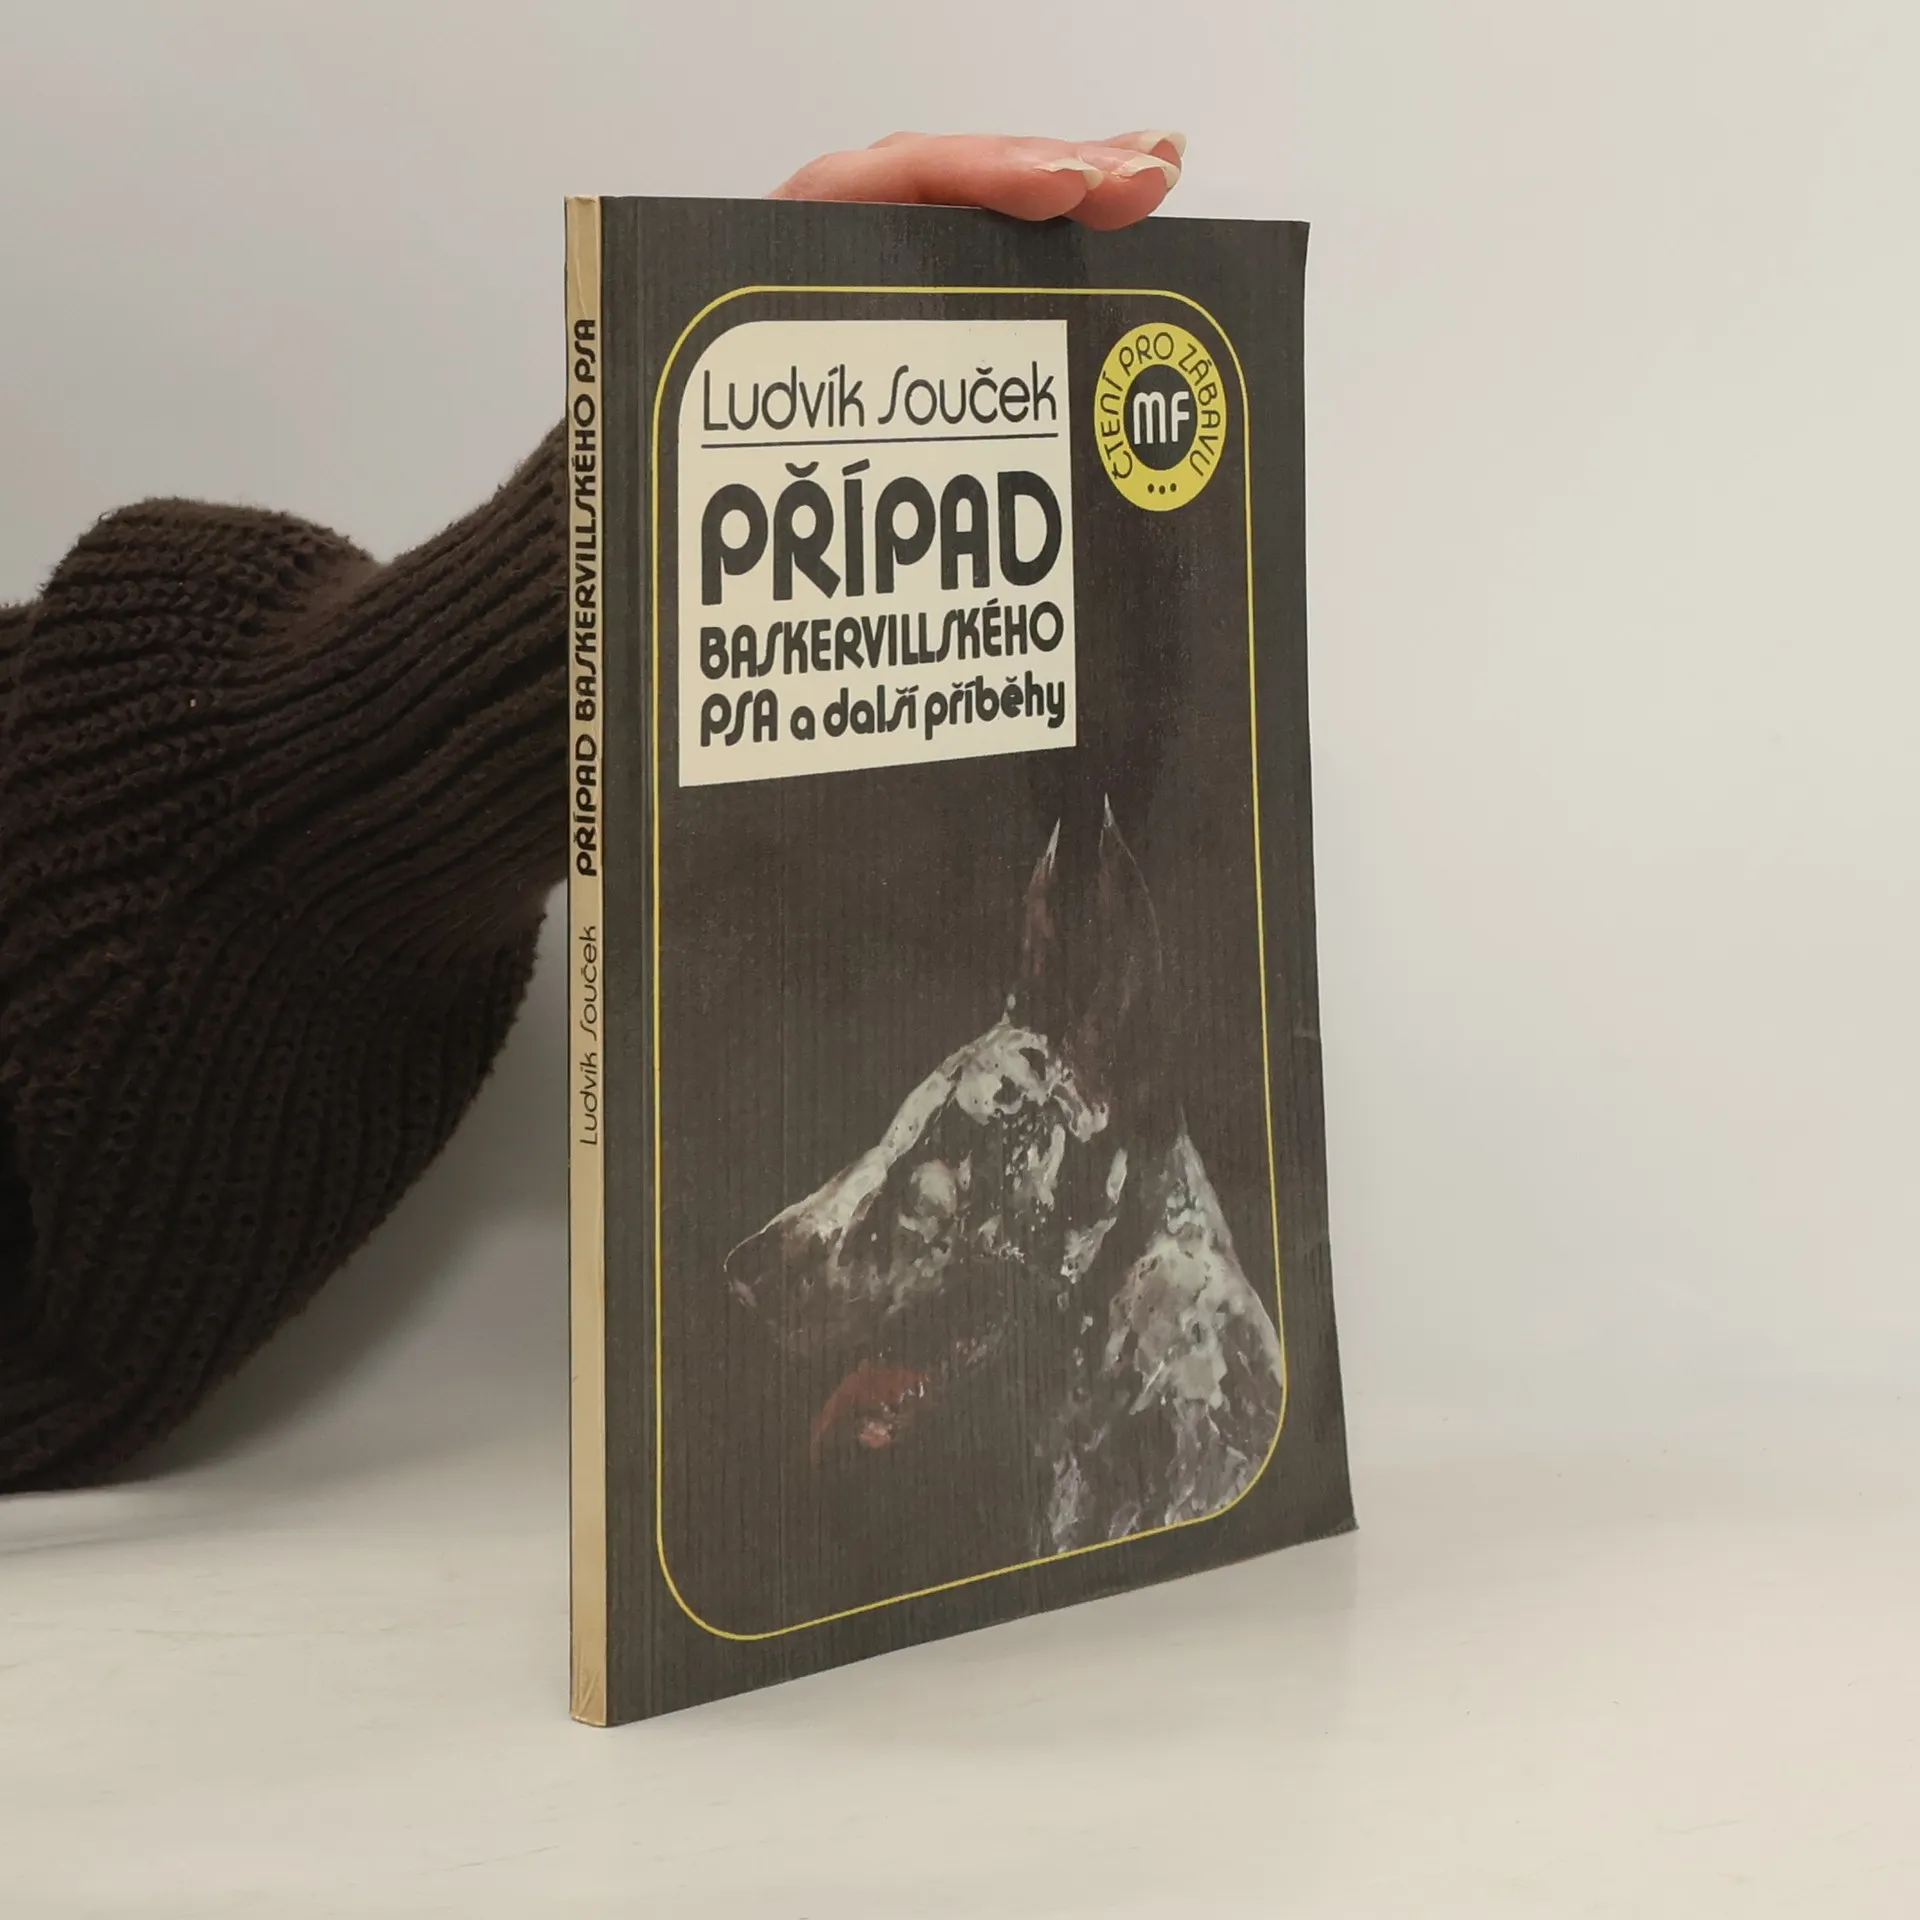 Ludvík Souček
PŘÍPAD
BASKERVILLSKÉHO
PSA a další příběhy
ČTENÍ PRO ZÁBAVU
MF
Ludvík Souček PŘÍPAD BASKERVILLSKÉHO PSA